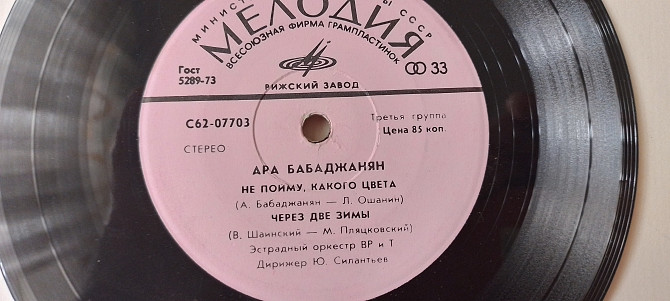 МИНИСТ Ы СССР
МЕЛОДИЯ
ВСЕСОЮЗНАЯ ФИРМА ГРАМПЛАСТИНОК
Гост
5289-73
33
РИЖСКИЙ ЗАВОД
С62-07703
Третья группа
Цена 85 коп.
СТЕРЕО
АРА БАБАДЖАНЯН
НЕ ПОЙМУ, КАКОГО ЦВЕТА
(А. Бабаджанян — Л. Ошанин)
ЧЕРЕЗ ДВЕ ЗИМЫ
(В. Шаинский — М. Пляцковский)
Эстрадный оркестр ВР и Т
Дирижер Ю. Силантьев